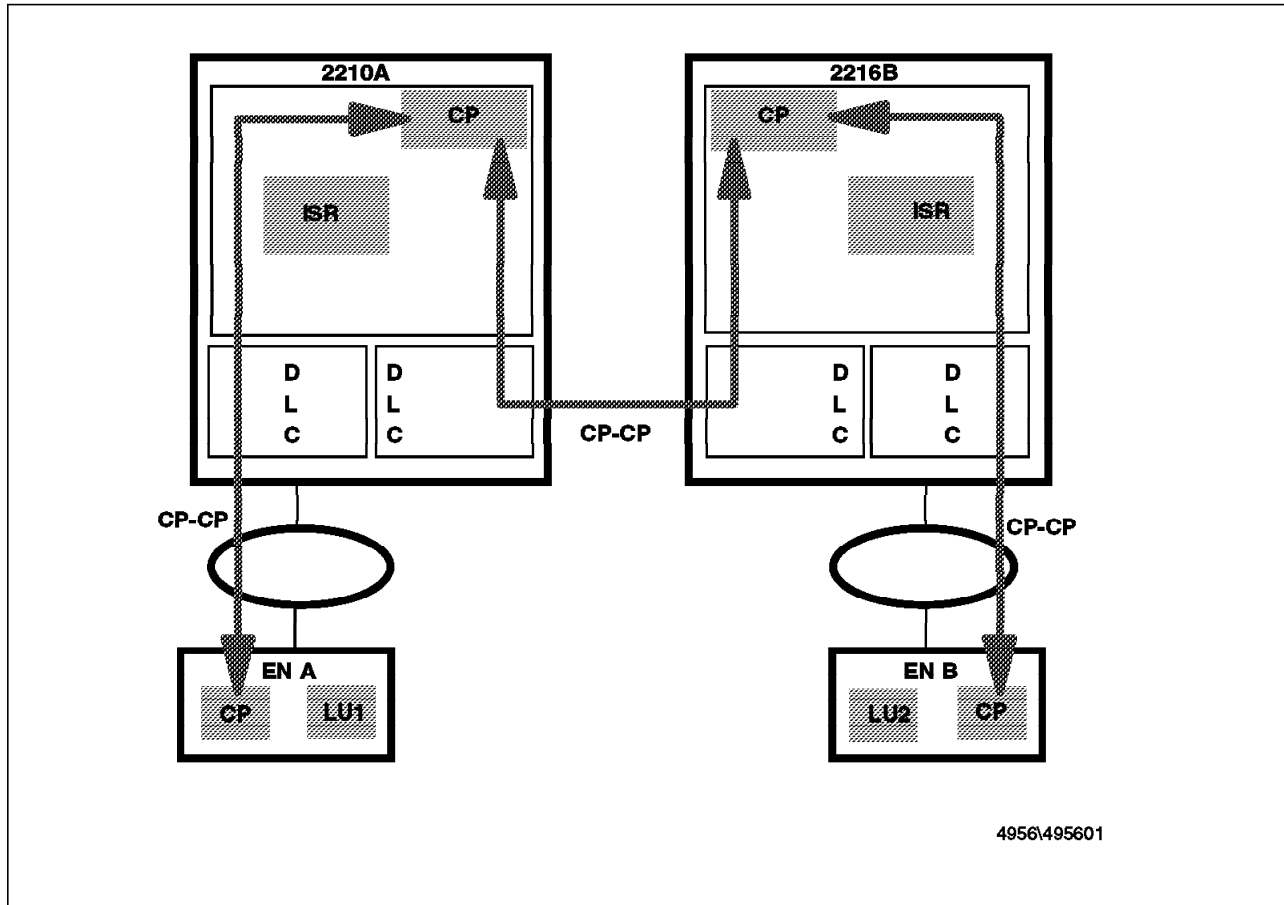 2210A
2216B
CP
CP
ISR
ISR
D
L
C
D
L
C
D
L
C
D
L
C
CP-CP
CP-CP
CP-CP
EN A
EN B
CP
LU1
LU2
CP
4956\495601